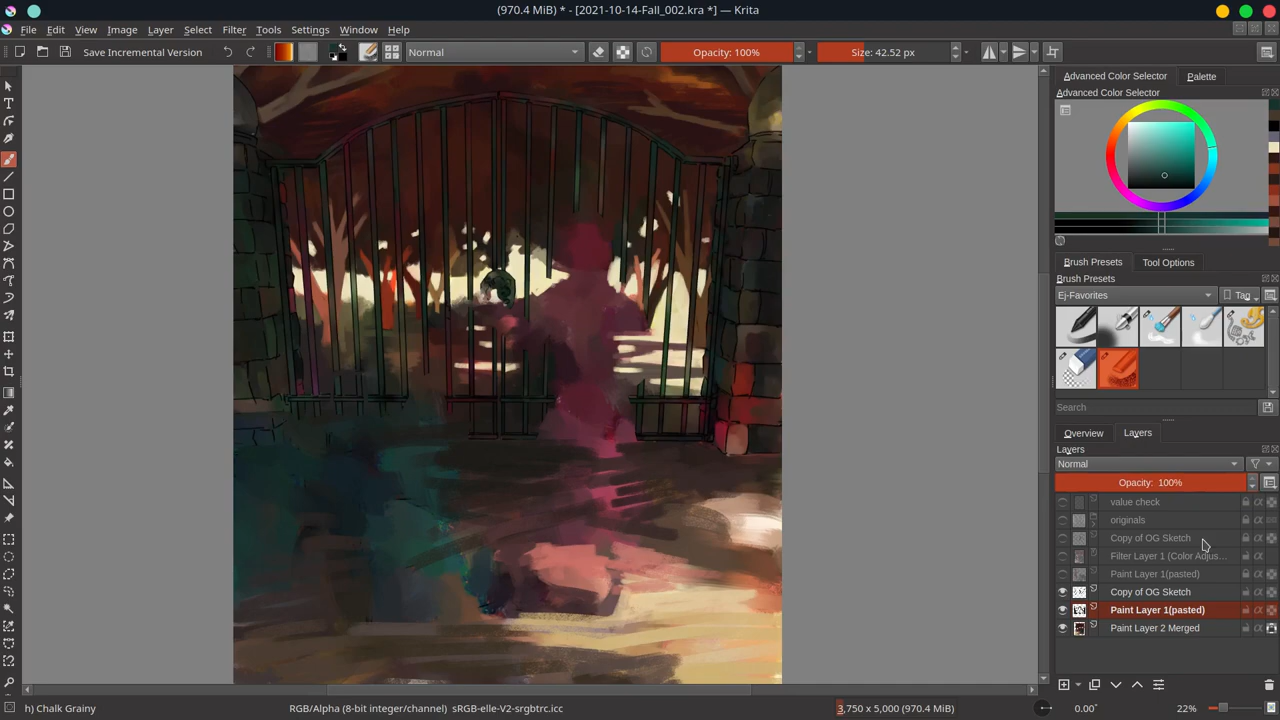 (970.4 MiB) * - [2021-10-14-Fall_002.kra *] — Krita
File Edit View Image Layer Select Filter Tools Settings Window Help
Save Incremental Version Normal Opacity: 100% Size: 42.52 px
Advanced Color Selector Palette
Advanced Color Selector
Brush Presets Tool Options
Brush Presets
Ej-Favorites Tag
Search
Overview Layers
Layers
Normal
Opacity: 100%
value check
originals
Copy of OG Sketch
Filter Layer 1 (Color Adjus...
Paint Layer 1(pasted)
Copy of OG Sketch
Paint Layer 1(pasted)
Paint Layer 2 Merged
h) Chalk Grainy RGB/Alpha (8-bit integer/channel) sRGB-elle-V2-srgbtrc.icc 3,750 x 5,000 (970.4 MiB) 0.00° 22%